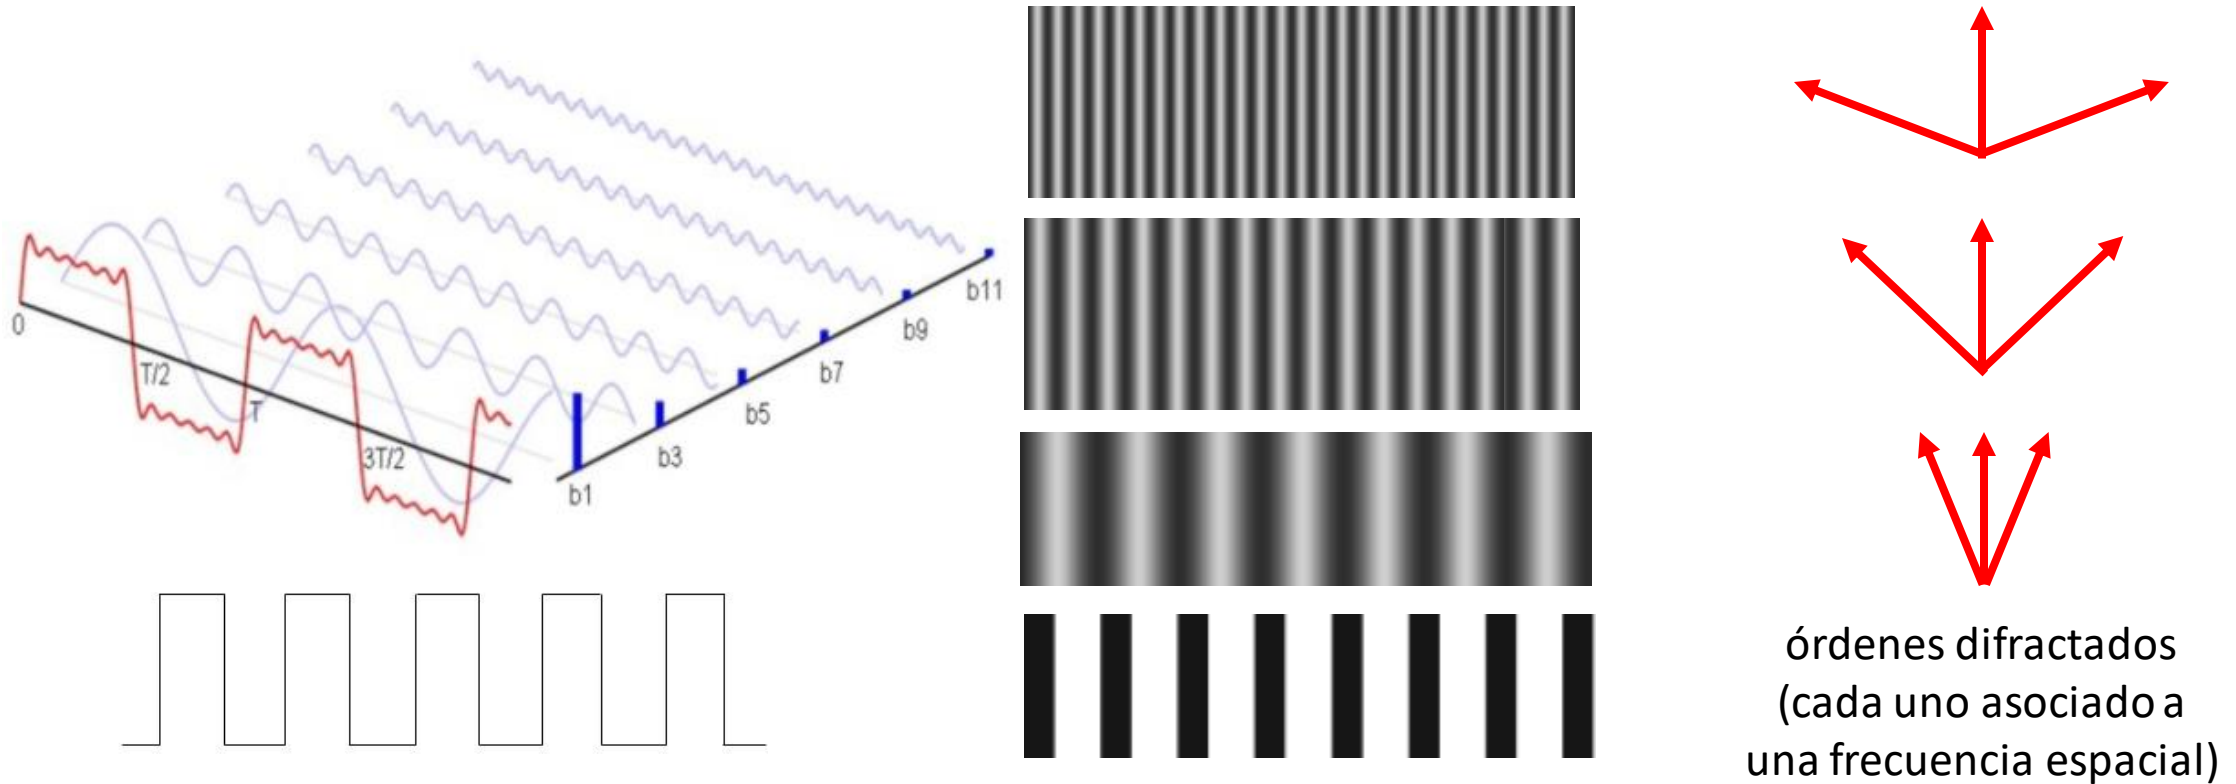 0
T/2
T
3T/2
b1
b3
b5
b7
b9
b11
órdenes difractados
(cada uno asociado a
una frecuencia espacial)